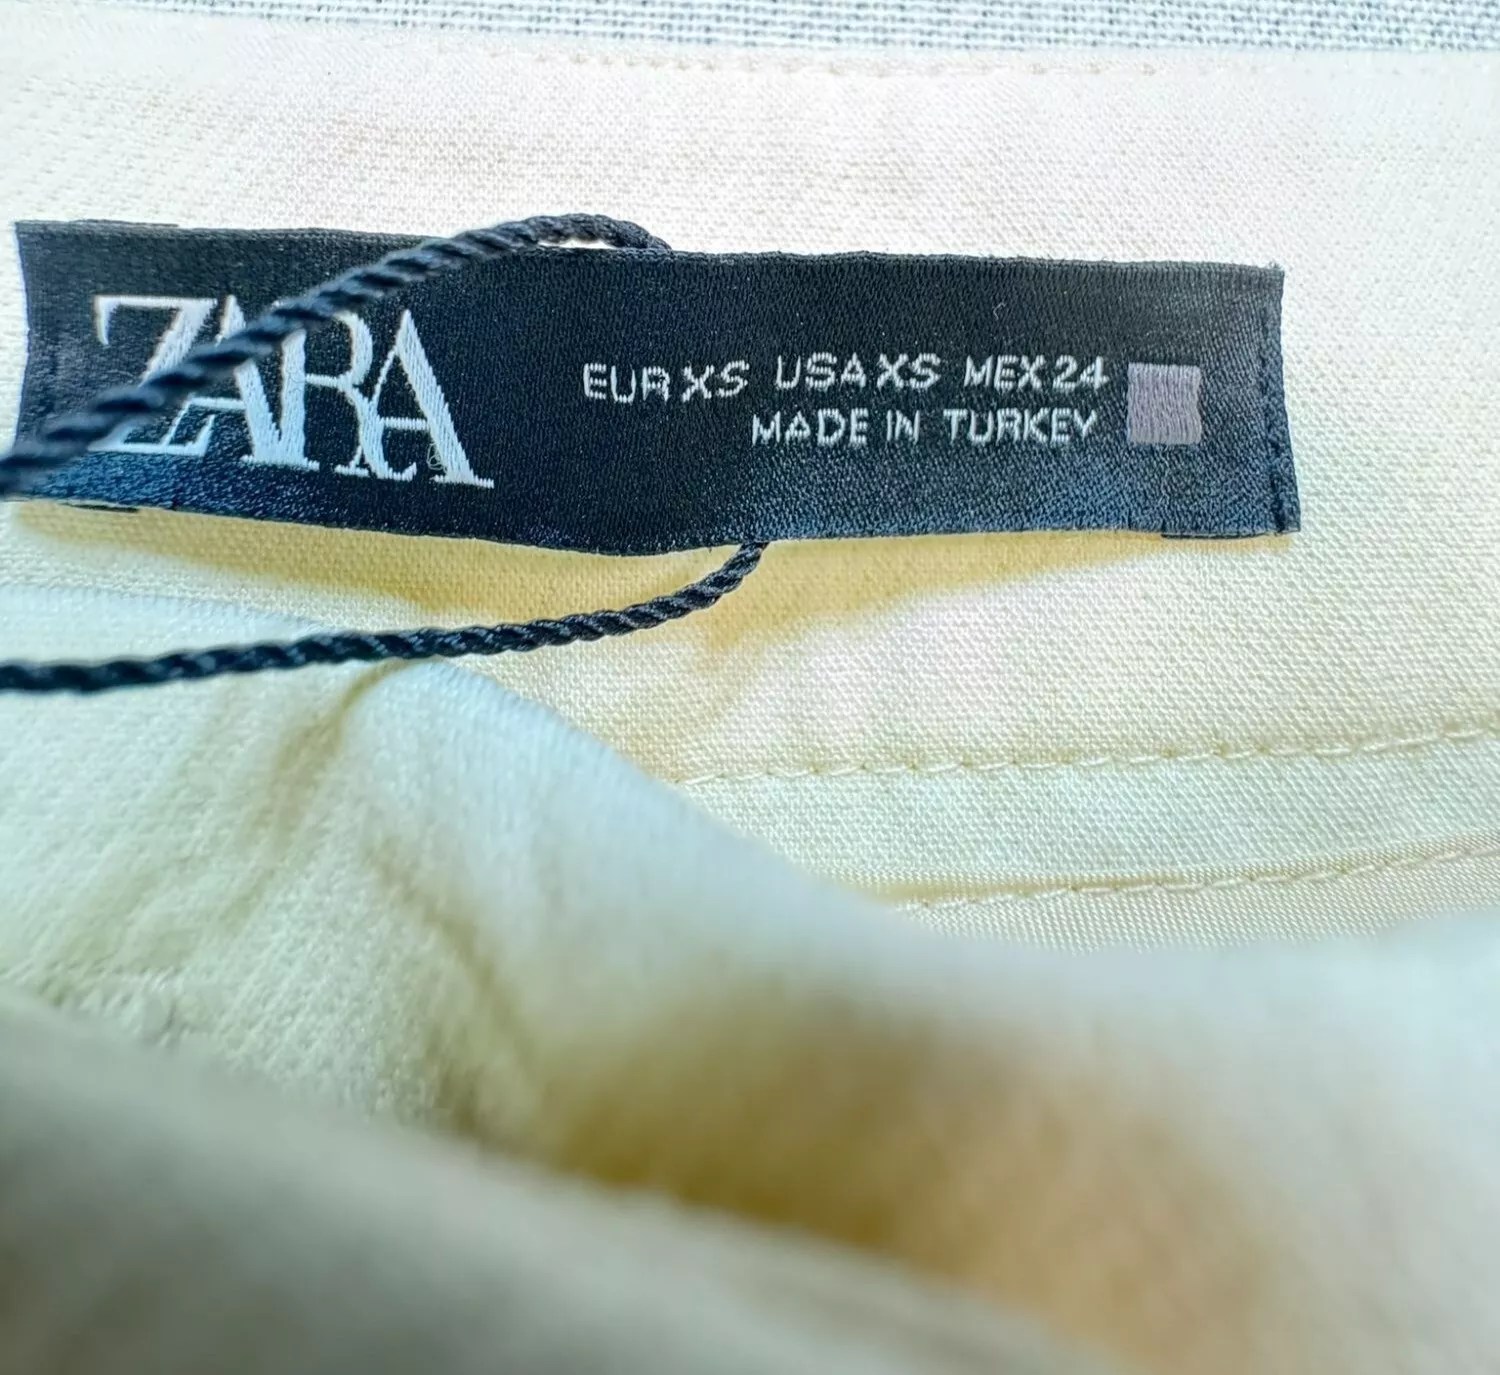 ZARA
EUR XS USA XS MEX 24
MADE IN TURKEY